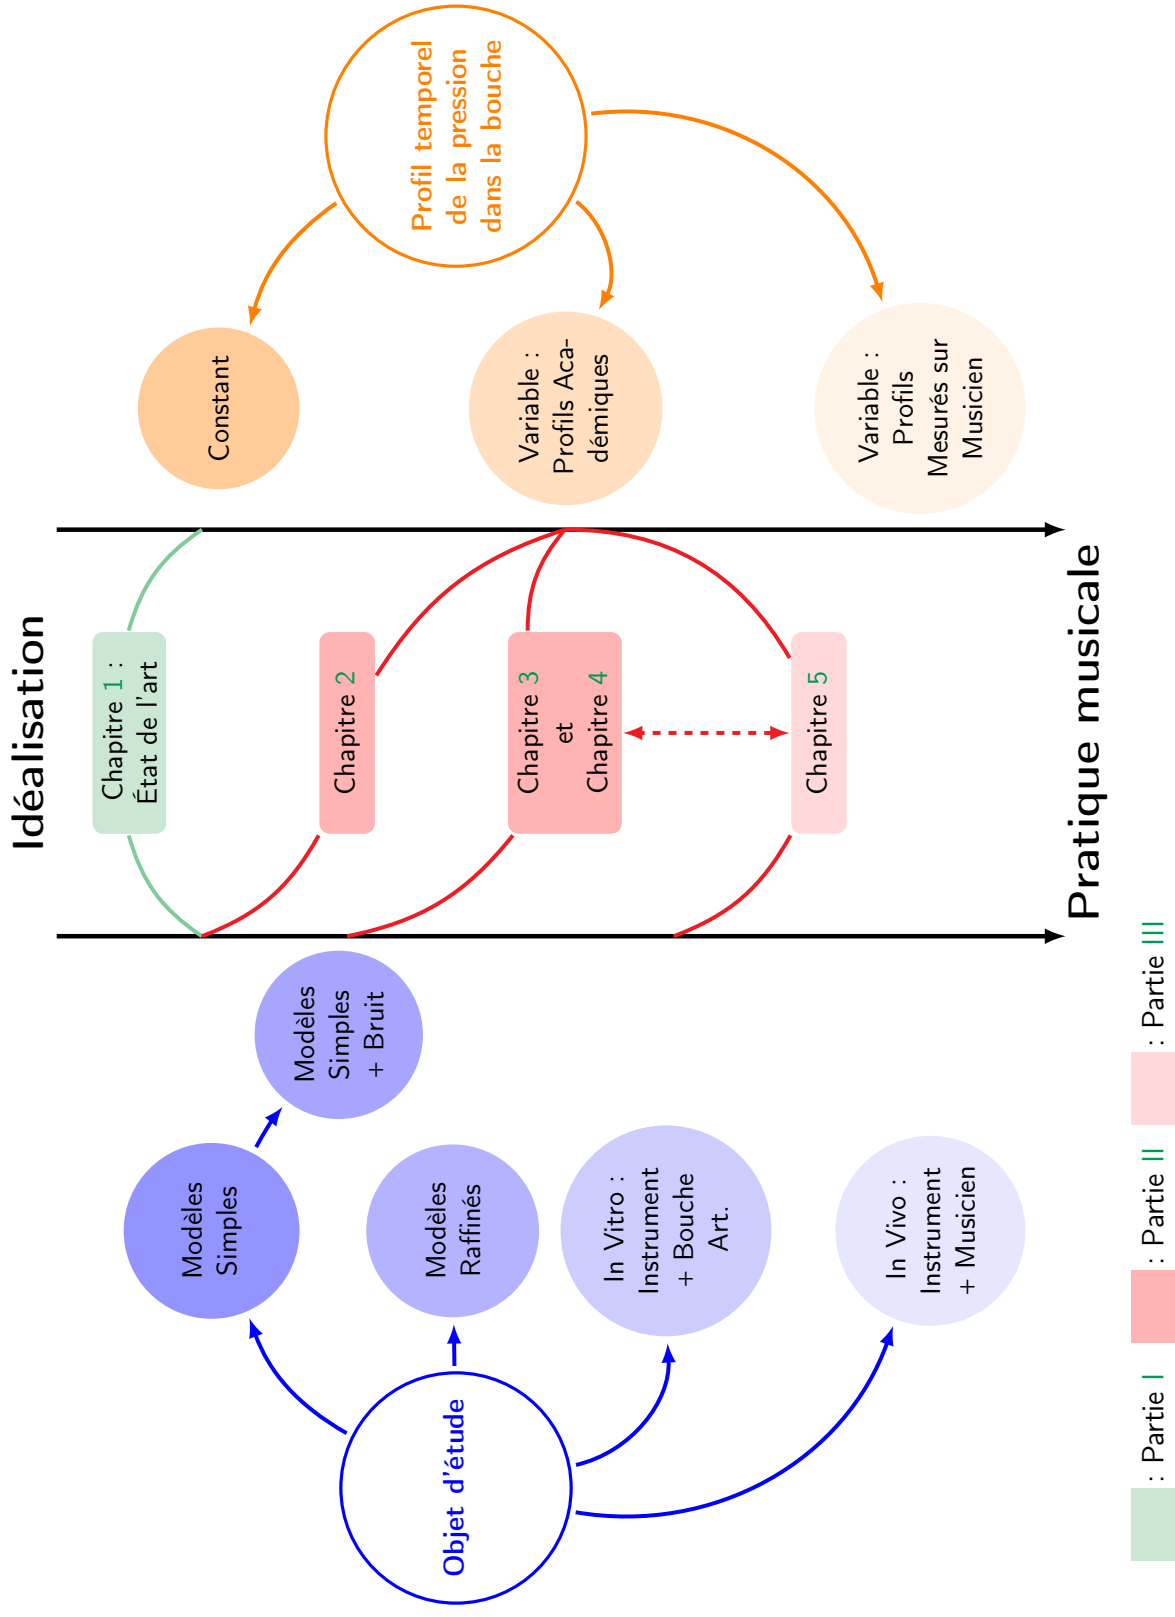 Idéalisation
Objet d'étude
Modèles
Simples
Modèles
Simples
+ Bruit
Modèles
Raffinés
In Vitro :
Instrument
+ Bouche
Art.
In Vivo :
Instrument
+ Musicien
Chapitre 1 :
État de l'art
Chapitre 2
Chapitre 3
et
Chapitre 4
Chapitre 5
Constant
Variable :
Profils Aca-
démiques
Variable :
Profils
Mesurés sur
Musicien
Profil temporel
de la pression
dans la bouche
Pratique musicale
: Partie I
: Partie II
: Partie III